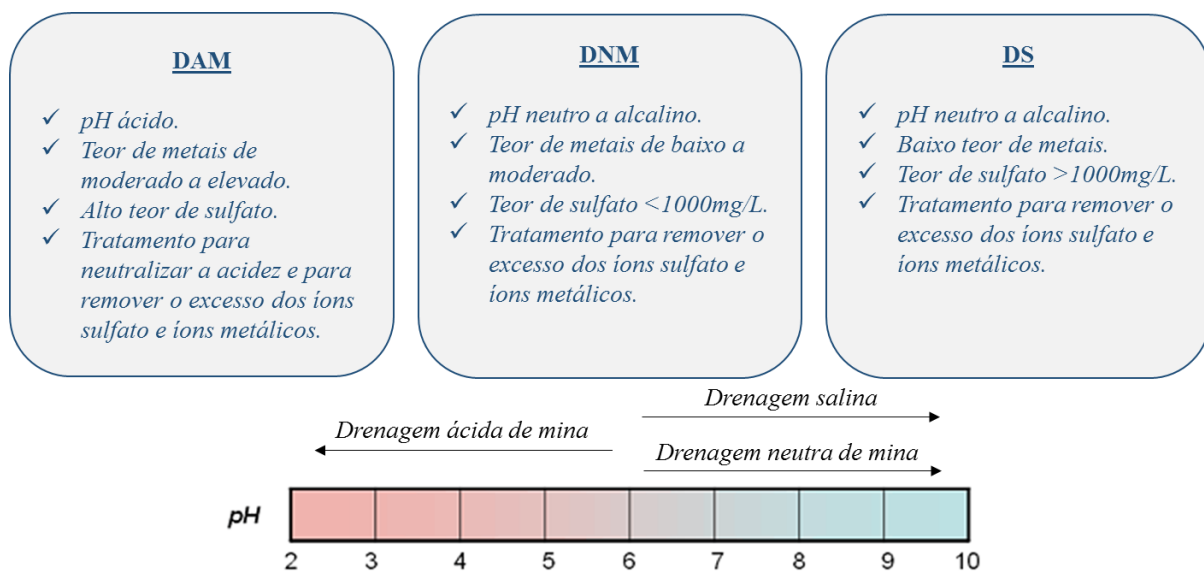 DAM
✓ pH ácido.
✓ Teor de metais de
moderado a elevado.
✓ Alto teor de sulfato.
✓ Tratamento para
neutralizar a acidez e para
remover o excesso dos íons
sulfato e íons metálicos.
DNM
✓ pH neutro a alcalino.
✓ Teor de metais de baixo a
moderado.
✓ Teor de sulfato <1000mg/L.
✓ Tratamento para remover o
excesso dos íons sulfato e
íons metálicos.
DS
✓ pH neutro a alcalino.
✓ Baixo teor de metais.
✓ Teor de sulfato >1000mg/L.
✓ Tratamento para remover o
excesso dos íons sulfato e
íons metálicos.
Drenagem salina
Drenagem ácida de mina
Drenagem neutra de mina
pH
2 3 4 5 6 7 8 9 10